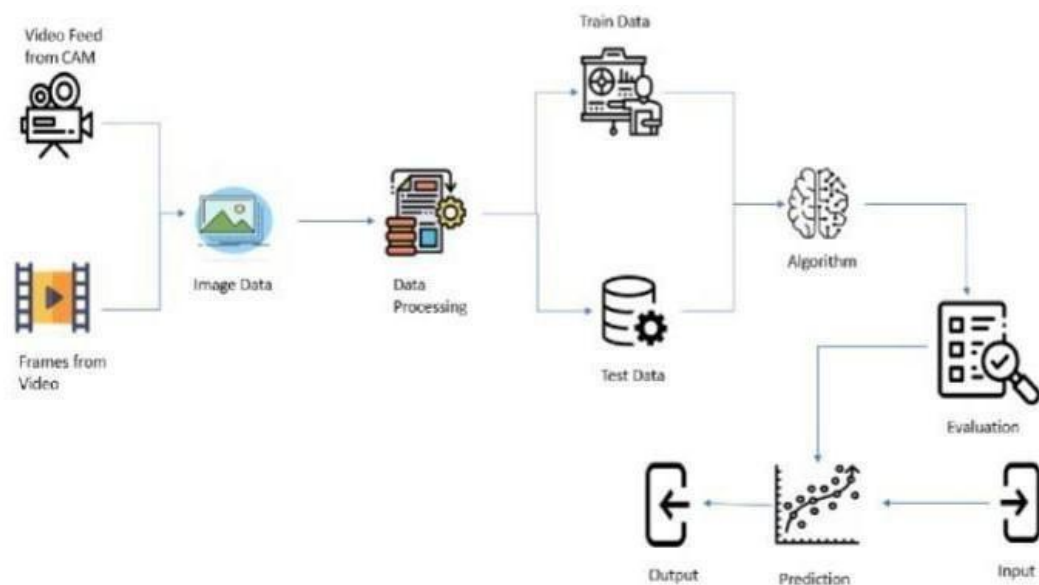 Video Feed
from CAM
Train Data
Image Data
Data
Processing
Algorithm
Frames from
Video
Test Data
Evaluation
Output
Prediction
Input